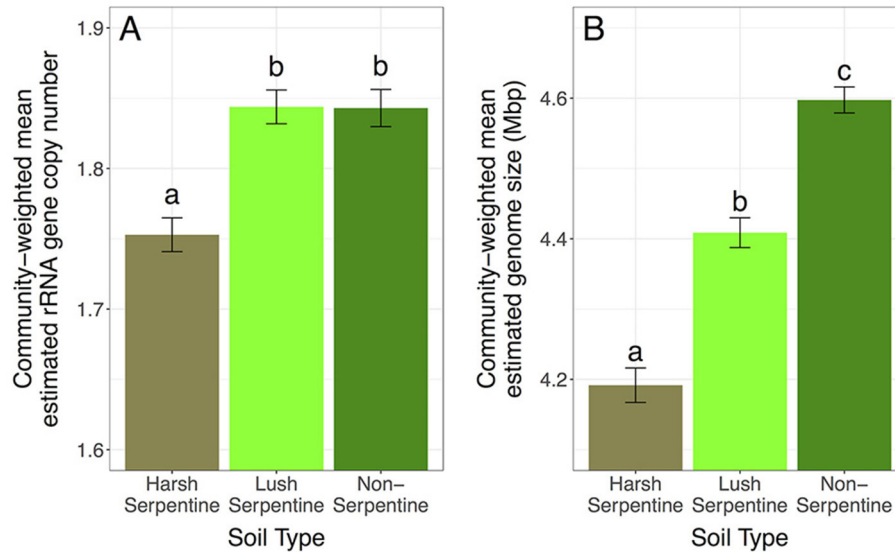 A
Community−weighted mean
estimated rRNA gene copy number
1.9
1.8
1.7
1.6
a
b
b
Harsh
Serpentine
Lush
Serpentine
Non−
Serpentine
Soil Type
B
Community−weighted mean
estimated genome size (Mbp)
4.6
4.4
4.2
a
b
c
Harsh
Serpentine
Lush
Serpentine
Non−
Serpentine
Soil Type